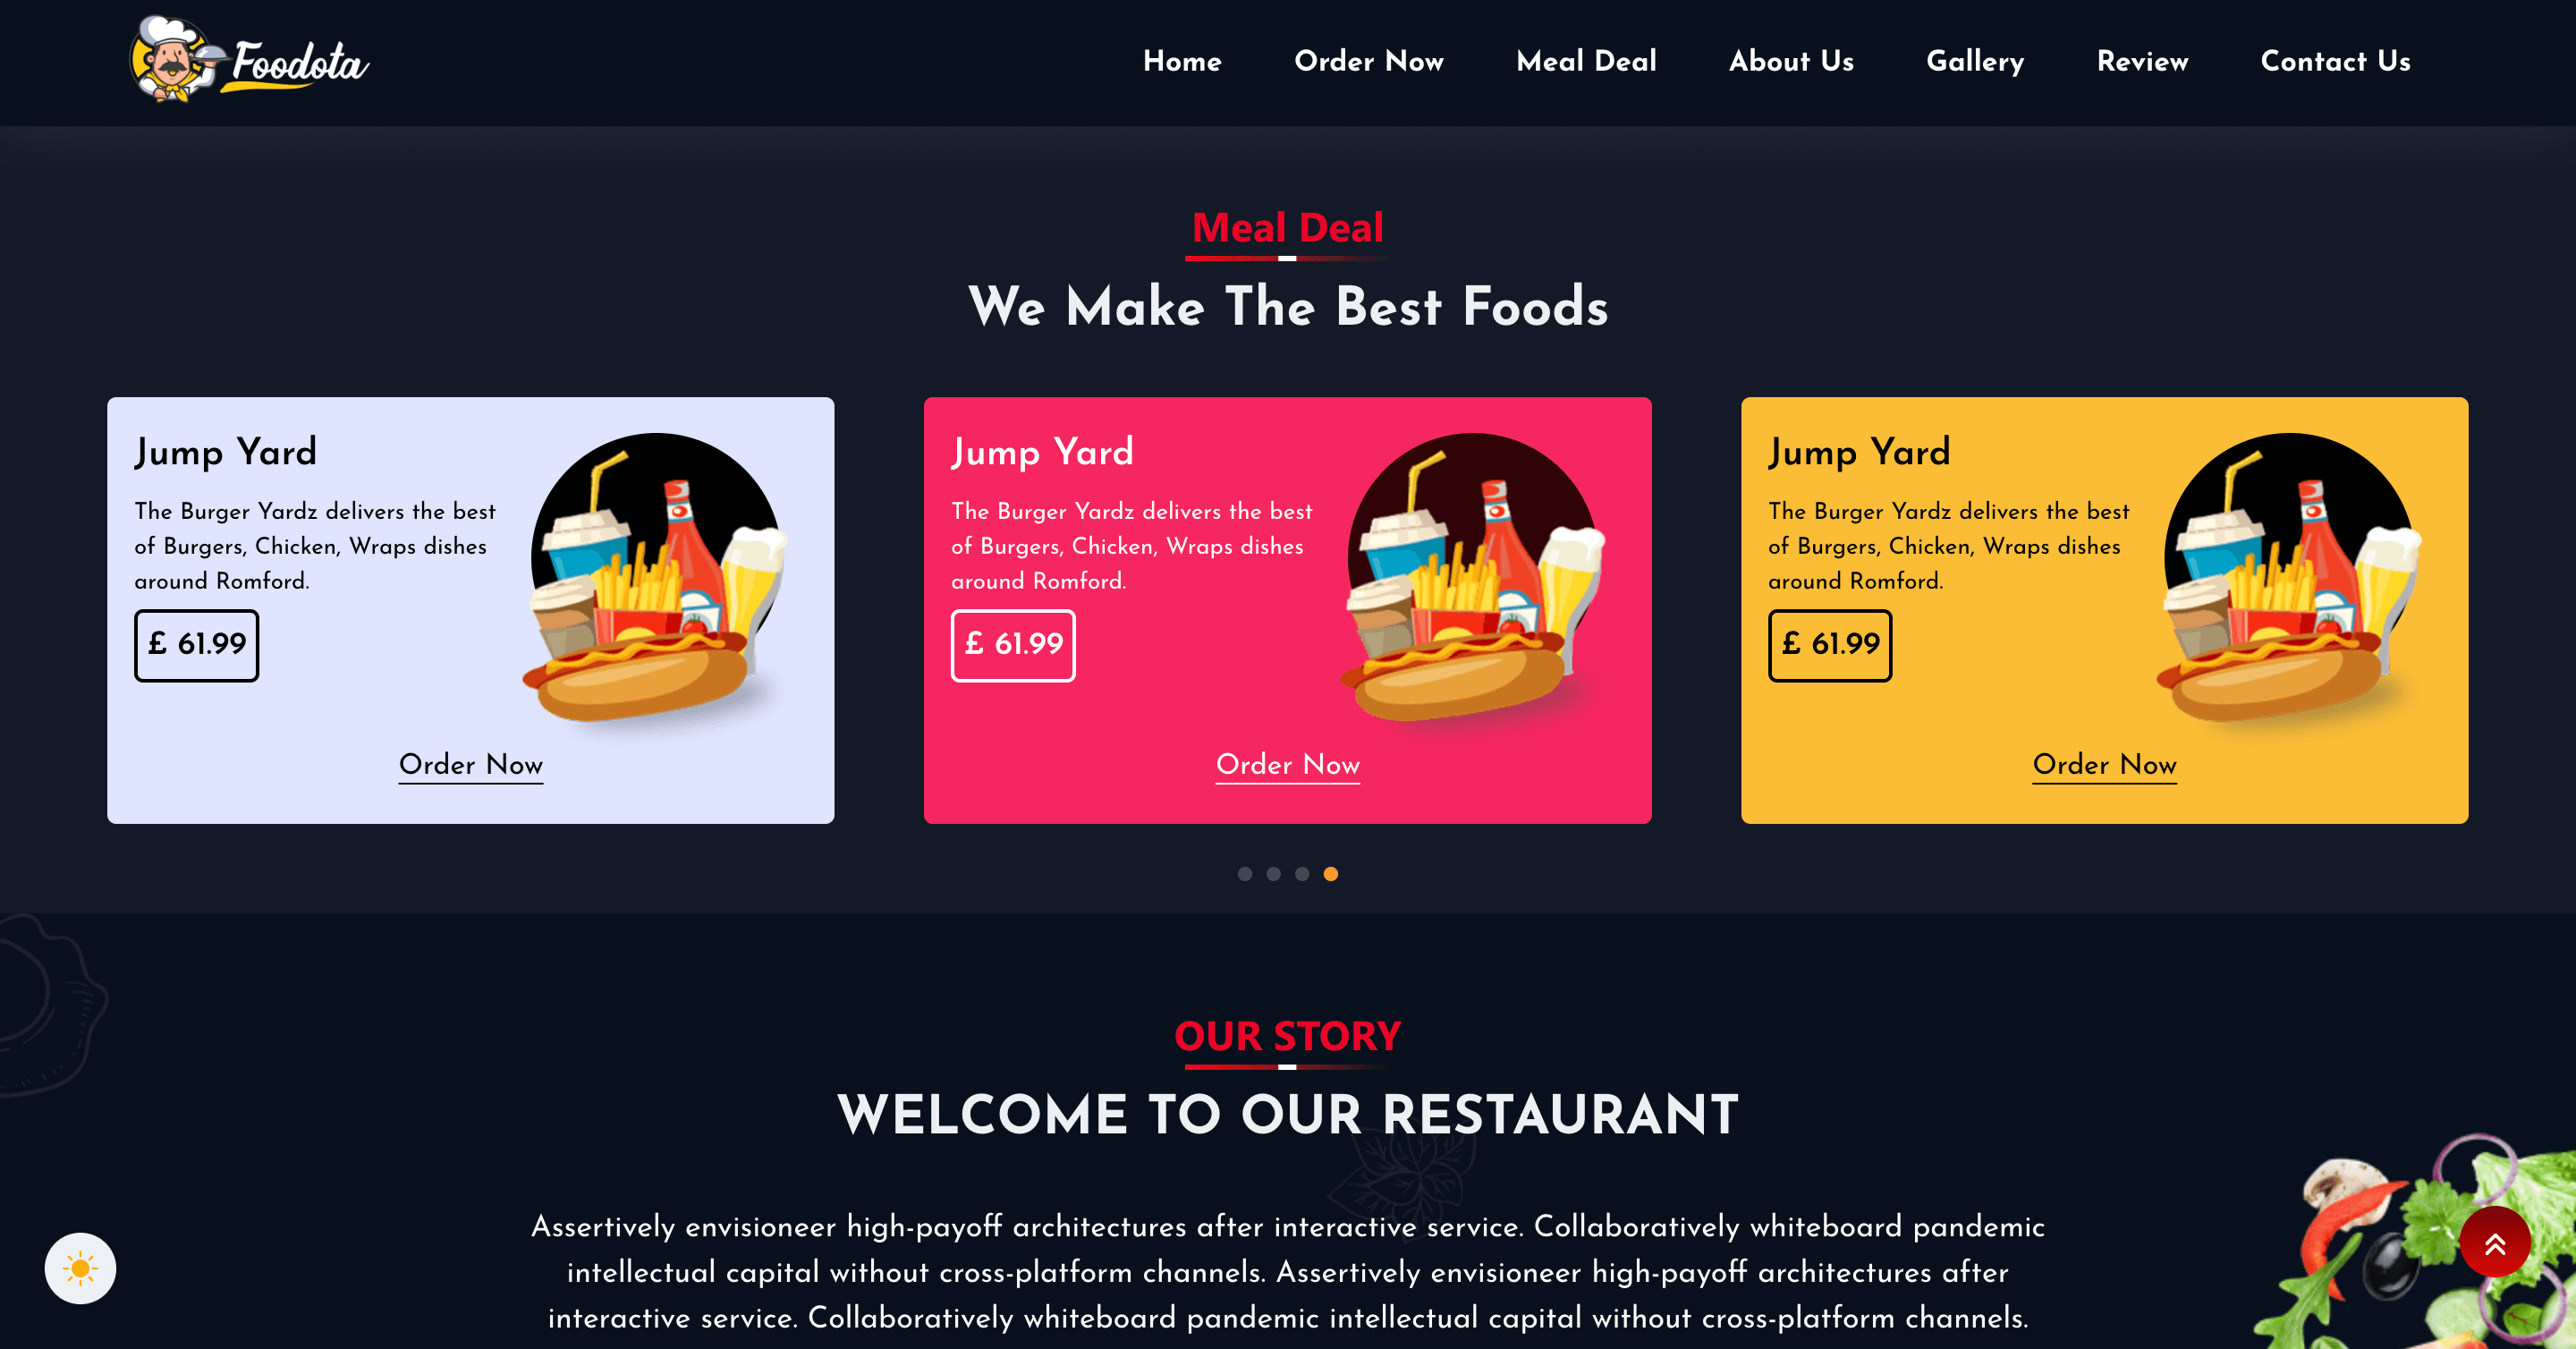 Foodota
Home Order Now Meal Deal About Us Gallery Review Contact Us
Meal Deal
We Make The Best Foods
Jump Yard
The Burger Yardz delivers the best
of Burgers, Chicken, Wraps dishes
around Romford.
£ 61.99
Order Now
Jump Yard
The Burger Yardz delivers the best
of Burgers, Chicken, Wraps dishes
around Romford.
£ 61.99
Order Now
Jump Yard
The Burger Yardz delivers the best
of Burgers, Chicken, Wraps dishes
around Romford.
£ 61.99
Order Now
OUR STORY
WELCOME TO OUR RESTAURANT
Assertively envisioneer high-payoff architectures after interactive service. Collaboratively whiteboard pandemic
intellectual capital without cross-platform channels. Assertively envisioneer high-payoff architectures after
interactive service. Collaboratively whiteboard pandemic intellectual capital without cross-platform channels.